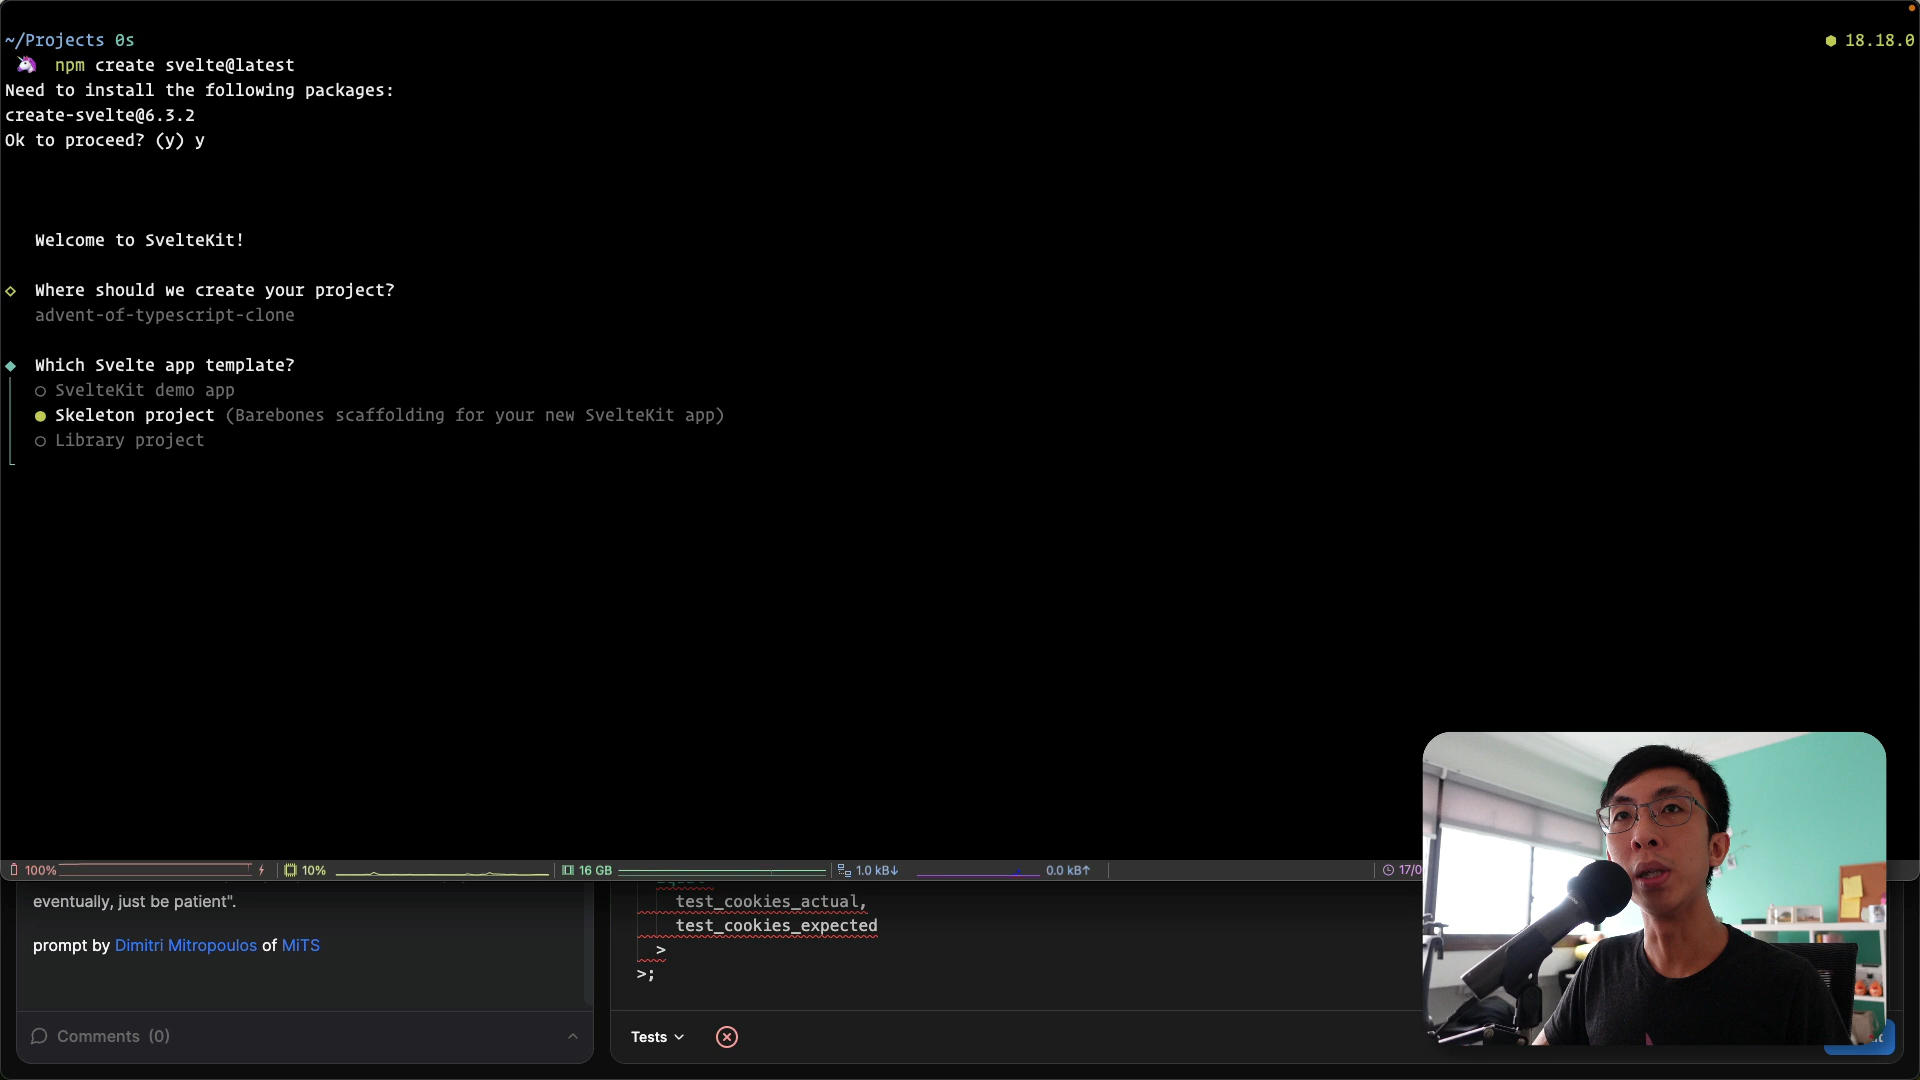 ~/Projects 0s
18.18.0
npm create svelte@latest
Need to install the following packages:
create-svelte@6.3.2
Ok to proceed? (y) y
Welcome to SvelteKit!
Where should we create your project?
advent-of-typescript-clone
Which Svelte app template?
SvelteKit demo app
Skeleton project (Barebones scaffolding for your new SvelteKit app)
Library project
100%
10%
16 GB
1.0 kB↓
0.0 kB↑
17/0
eventually, just be patient".
prompt by Dimitri Mitropoulos of MiTS
Comments (0)
test_cookies_actual,
test_cookies_expected
>
>;
Tests